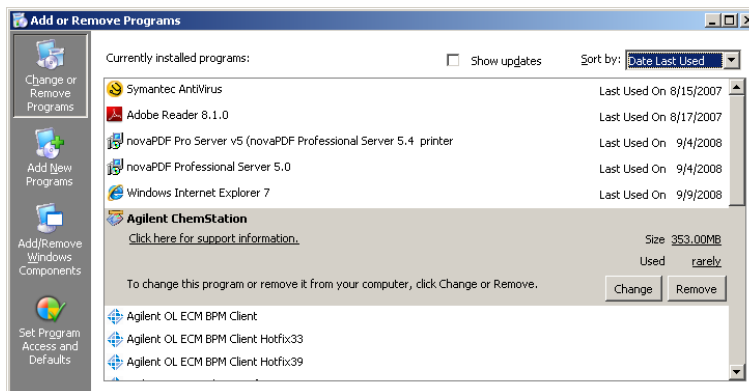 Add or Remove Programs
Change or
Remove
Programs
Add New
Programs
Add/Remove
Windows
Components
Set Program
Access and
Defaults
Currently installed programs:
Show updates
Sort by: Date Last Used
Symantec AntiVirus Last Used On 8/15/2007
Adobe Reader 8.1.0 Last Used On 8/17/2007
novaPDF Pro Server v5 (novaPDF Professional Server 5.4 printer Last Used On 9/4/2008
novaPDF Professional Server 5.0 Last Used On 9/4/2008
Windows Internet Explorer 7 Last Used On 9/9/2008
Agilent ChemStation
Click here for support information. Size 353.00MB
Used rarely
To change this program or remove it from your computer, click Change or Remove. Change Remove
Agilent OL ECM BPM Client
Agilent OL ECM BPM Client Hotfix33
Agilent OL ECM BPM Client Hotfix39